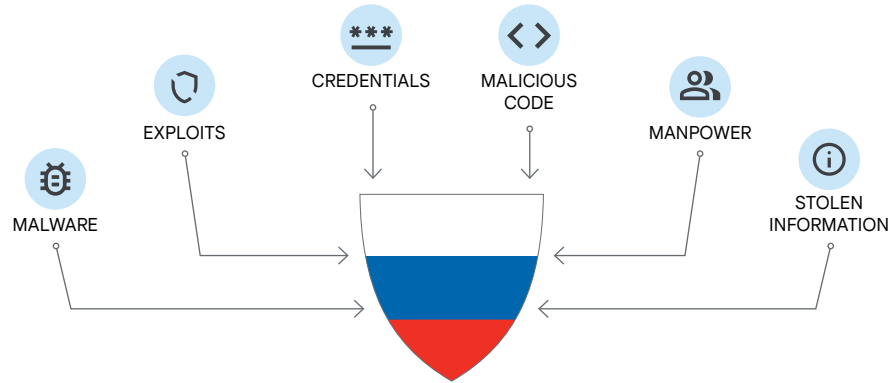 CREDENTIALS
MALICIOUS
CODE
EXPLOITS
MANPOWER
MALWARE
STOLEN
INFORMATION